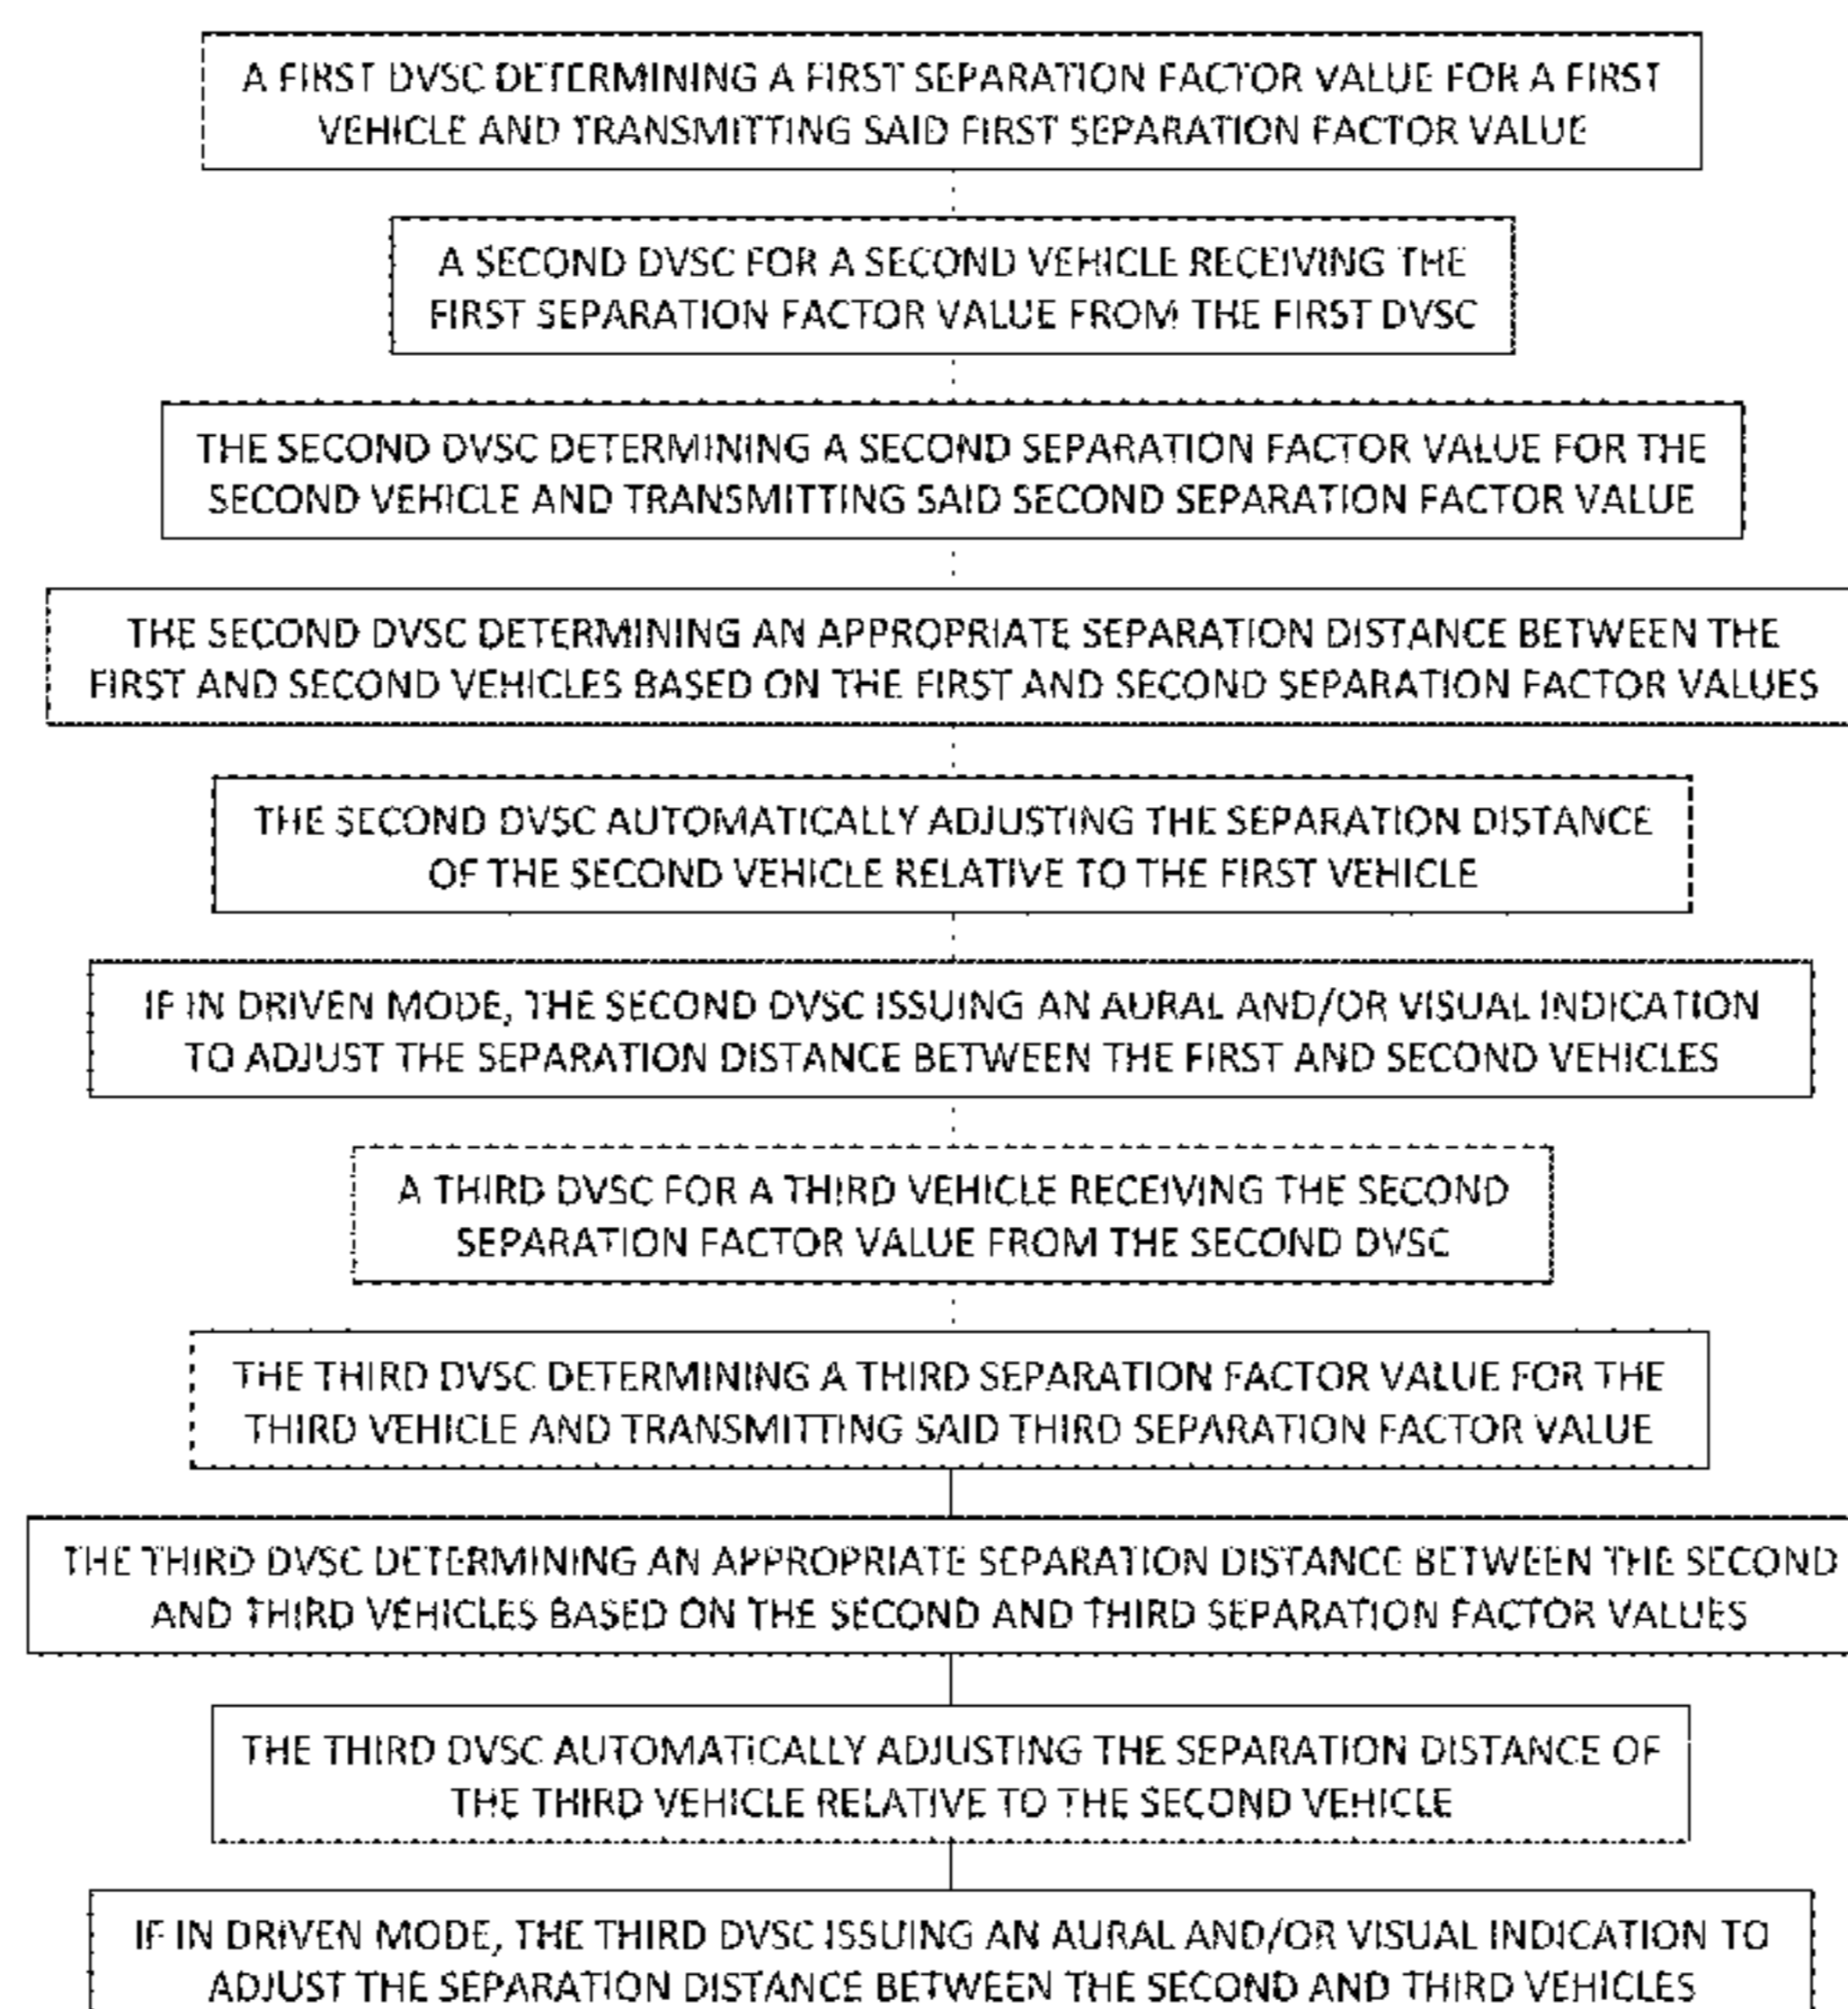 A FIRST DVSC DETERMINING A FIRST SEPARATION FACTOR VALUE FOR A FIRST
VEHICLE AND TRANSMITTING SAID FIRST SEPARATION FACTOR VALUE
A SECOND DVSC FOR A SECOND VEHICLE RECEIVING THE
FIRST SEPARATION FACTOR VALUE FROM THE FIRST DVSC
THE SECOND DVSC DETERMINING A SECOND SEPARATION FACTOR VALUE FOR THE
SECOND VEHICLE AND TRANSMITTING SAID SECOND SEPARATION FACTOR VALUE
THE SECOND DVSC DETERMINING AN APPROPRIATE SEPARATION DISTANCE BETWEEN THE
FIRST AND SECOND VEHICLES BASED ON THE FIRST AND SECOND SEPARATION FACTOR VALUES
THE SECOND DVSC AUTOMATICALLY ADJUSTING THE SEPARATION DISTANCE
OF THE SECOND VEHICLE RELATIVE TO THE FIRST VEHICLE
IF IN DRIVEN MODE, THE SECOND DVSC ISSUING AN AURAL AND/OR VISUAL INDICATION
TO ADJUST THE SEPARATION DISTANCE BETWEEN THE FIRST AND SECOND VEHICLES
A THIRD DVSC FOR A THIRD VEHICLE RECEIVING THE SECOND
SEPARATION FACTOR VALUE FROM THE SECOND DVSC
THE THIRD DVSC DETERMINING A THIRD SEPARATION FACTOR VALUE FOR THE
THIRD VEHICLE AND TRANSMITTING SAID THIRD SEPARATION FACTOR VALUE
THE THIRD DVSC DETERMINING AN APPROPRIATE SEPARATION DISTANCE BETWEEN THE SECOND
AND THIRD VEHICLES BASED ON THE SECOND AND THIRD SEPARATION FACTOR VALUES
THE THIRD DVSC AUTOMATICALLY ADJUSTING THE SEPARATION DISTANCE OF
THE THIRD VEHICLE RELATIVE TO THE SECOND VEHICLE
IF IN DRIVEN MODE, THE THIRD DVSC ISSUING AN AURAL AND/OR VISUAL INDICATION TO
ADJUST THE SEPARATION DISTANCE BETWEEN THE SECOND AND THIRD VEHICLES